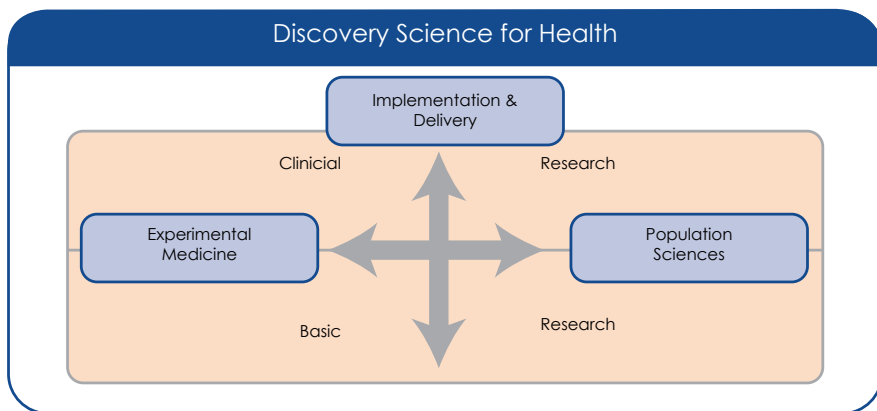 Discovery Science for Health
Implementation &
Delivery
Clinicial Research
Experimental
Medicine
Population
Sciences
Basic Research